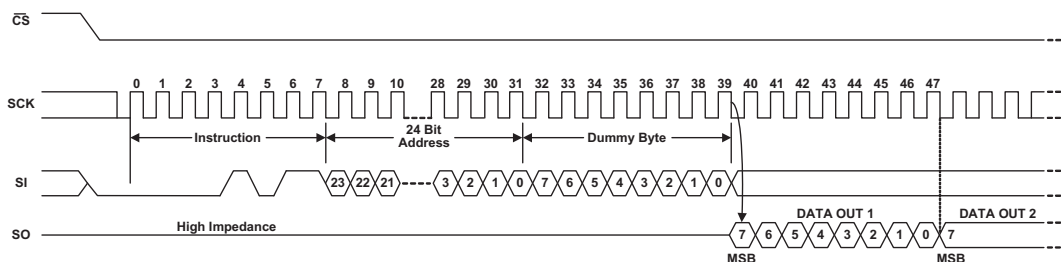 CS
0 1 2 3 4 5 6 7 8 9 10 28 29 30 31 32 33 34 35 36 37 38 39 40 41 42 43 44 45 46 47
SCK
Instruction
24 Bit
Address
Dummy Byte
SI
23 22 21 3 2 1 0 7 6 5 4 3 2 1 0
High Impedance
DATA OUT 1
DATA OUT 2
SO
7 6 5 4 3 2 1 0 7
MSB
MSB